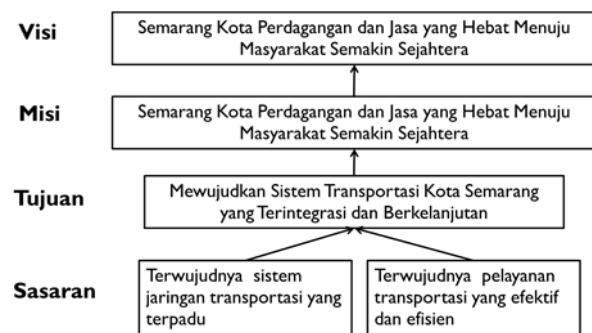 Visi
Semarang Kota Perdagangan dan Jasa yang Hebat Menuju
Masyarakat Semakin Sejahtera
Misi
Semarang Kota Perdagangan dan Jasa yang Hebat Menuju
Masyarakat Semakin Sejahtera
Tujuan
Mewujudkan Sistem Transportasi Kota Semarang
yang Terintegrasi dan Berkelanjutan
Sasaran
Terwujudnya sistem
jaringan transportasi yang
terpadu
Terwujudnya pelayanan
transportasi yang efektif
dan efisien